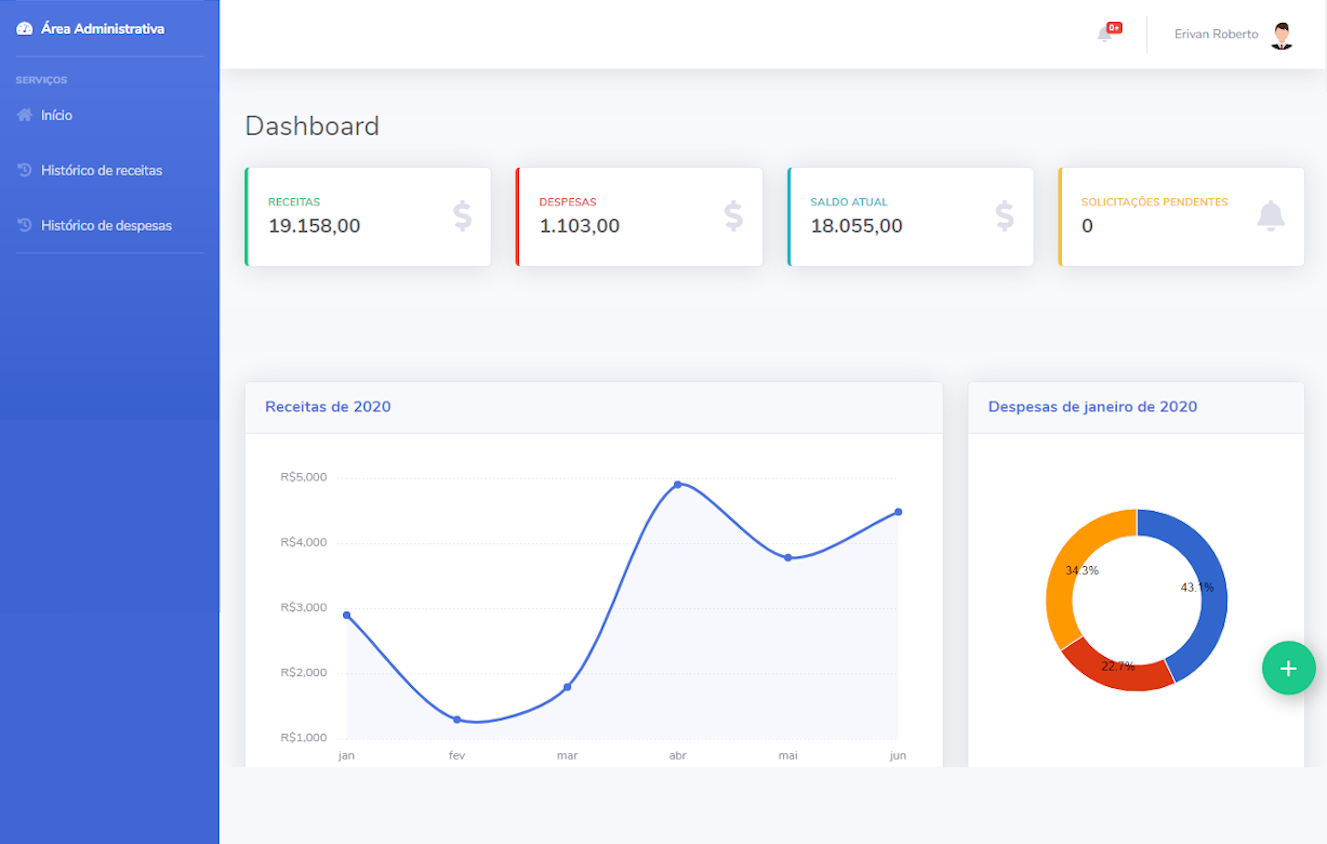 Área Administrativa
SERVIÇOS
Início
Histórico de receitas
Histórico de despesas
0+
Erivan Roberto
Dashboard
RECEITAS
19.158,00
DESPESAS
1.103,00
SALDO ATUAL
18.055,00
SOLICITAÇÕES PENDENTES
0
Receitas de 2020
R$5,000
R$4,000
R$3,000
R$2,000
R$1,000
jan fev mar abr mai jun
Despesas de janeiro de 2020
34.3%
43.1%
22.7%